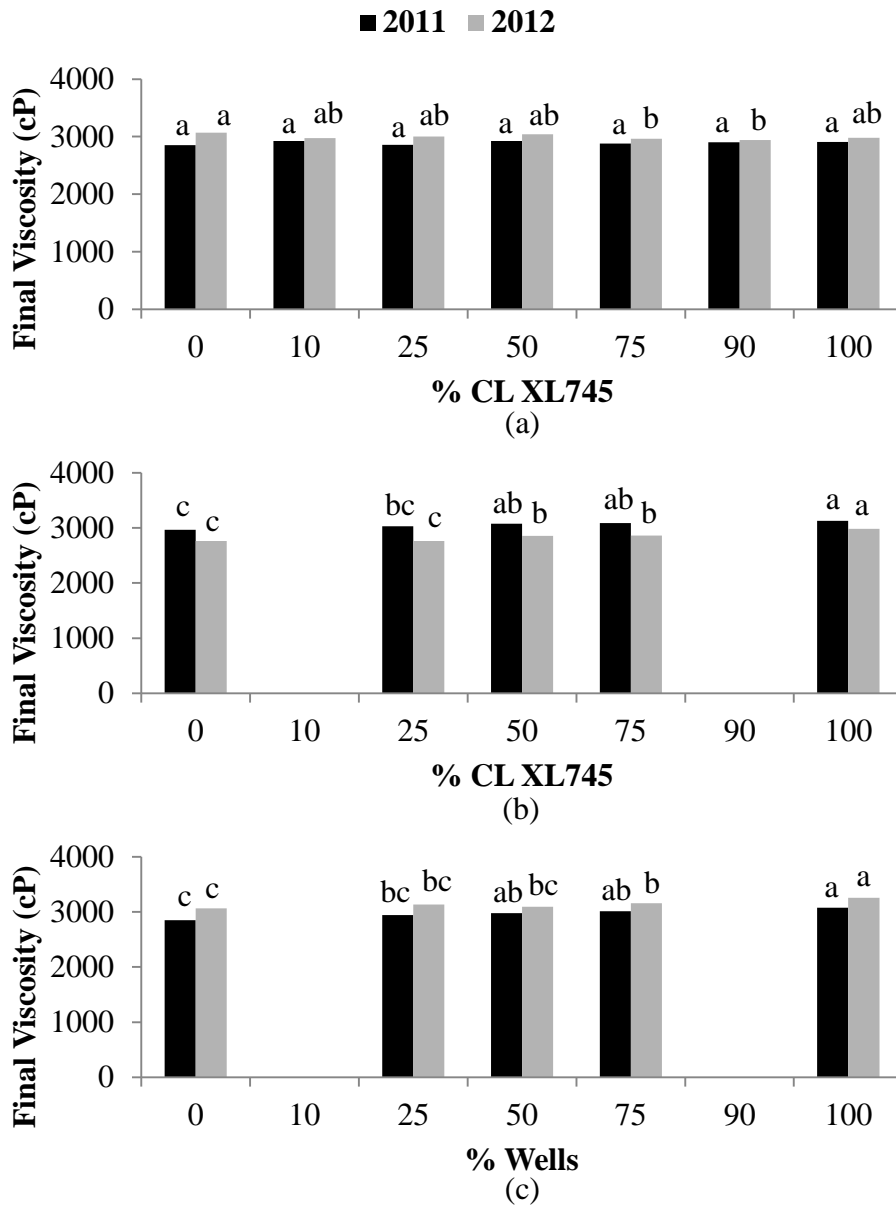 2011 2012
4000
3000
2000
1000
0
Final Viscosity (cP)
a a a ab a ab a ab a b a b a ab
0 10 25 50 75 90 100
% CL XL745
(a)
4000
3000
2000
1000
0
Final Viscosity (cP)
c c bc c ab b ab b a a
0 10 25 50 75 90 100
% CL XL745
(b)
4000
3000
2000
1000
0
Final Viscosity (cP)
c c bc bc ab bc ab b a a
0 10 25 50 75 90 100
% Wells
(c)